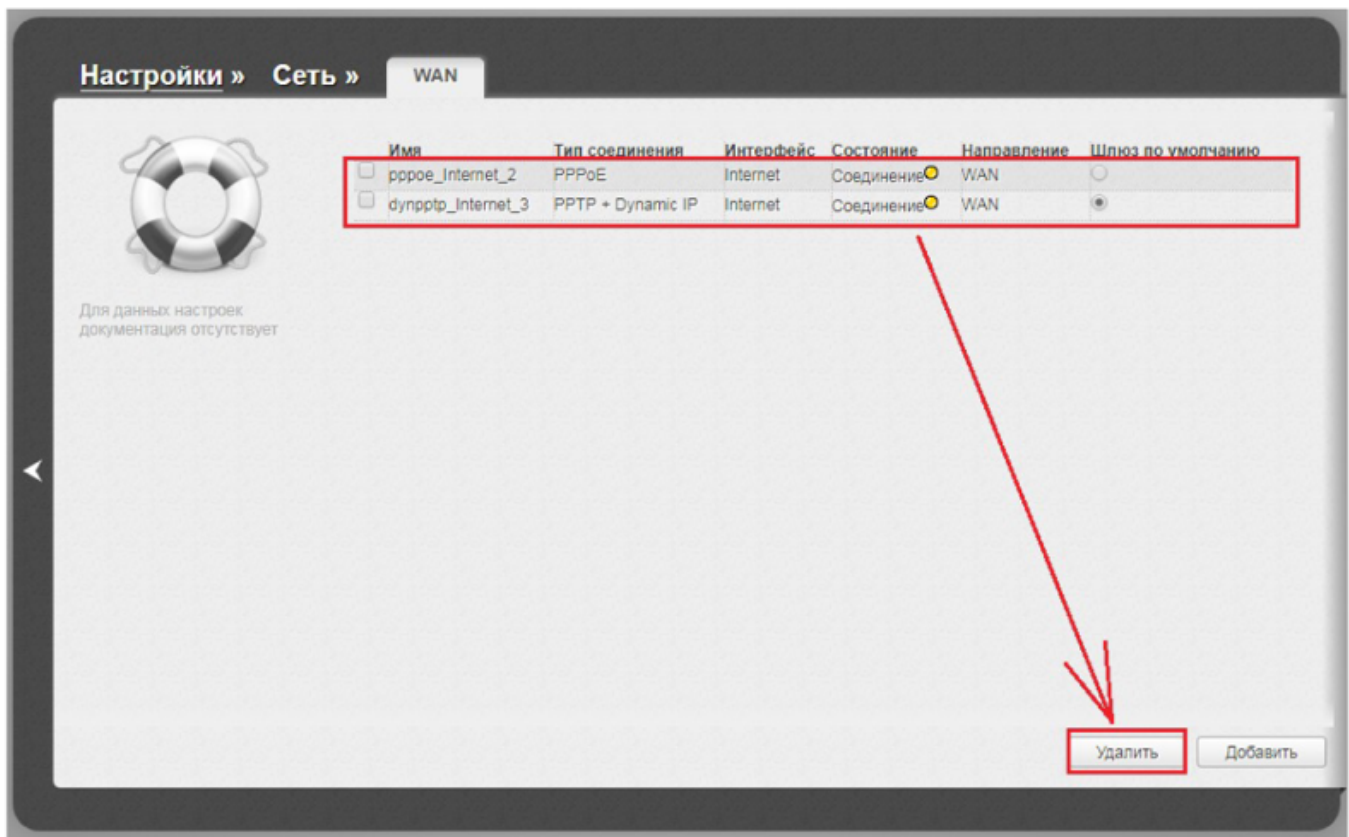 Настройки » Сеть » WAN
Имя Тип соединения Интерфейс Состояние Направление Шлюз по умолчанию
pppoe_Internet_2 PPPoE Internet Соединение WAN
dynpptp_Internet_3 PPTP + Dynamic IP Internet Соединение WAN
Для данных настроек
документация отсутствует
Удалить Добавить